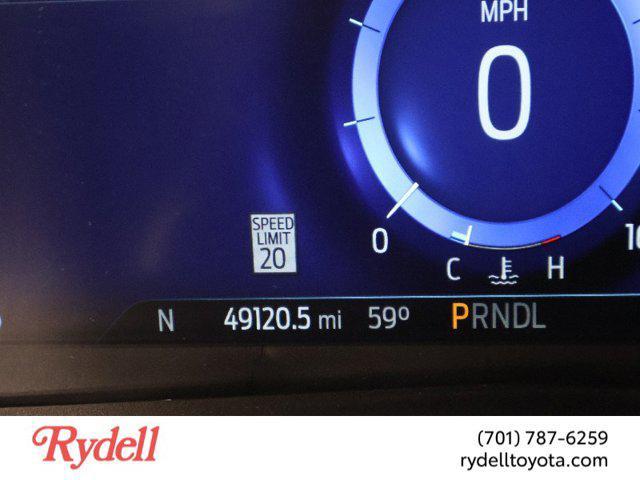 MPH
0
SPEED
LIMIT
20
0
C H
N 49120.5 mi 59° PRNDL
Rydell
(701) 787-6259
rydelltoyota.com